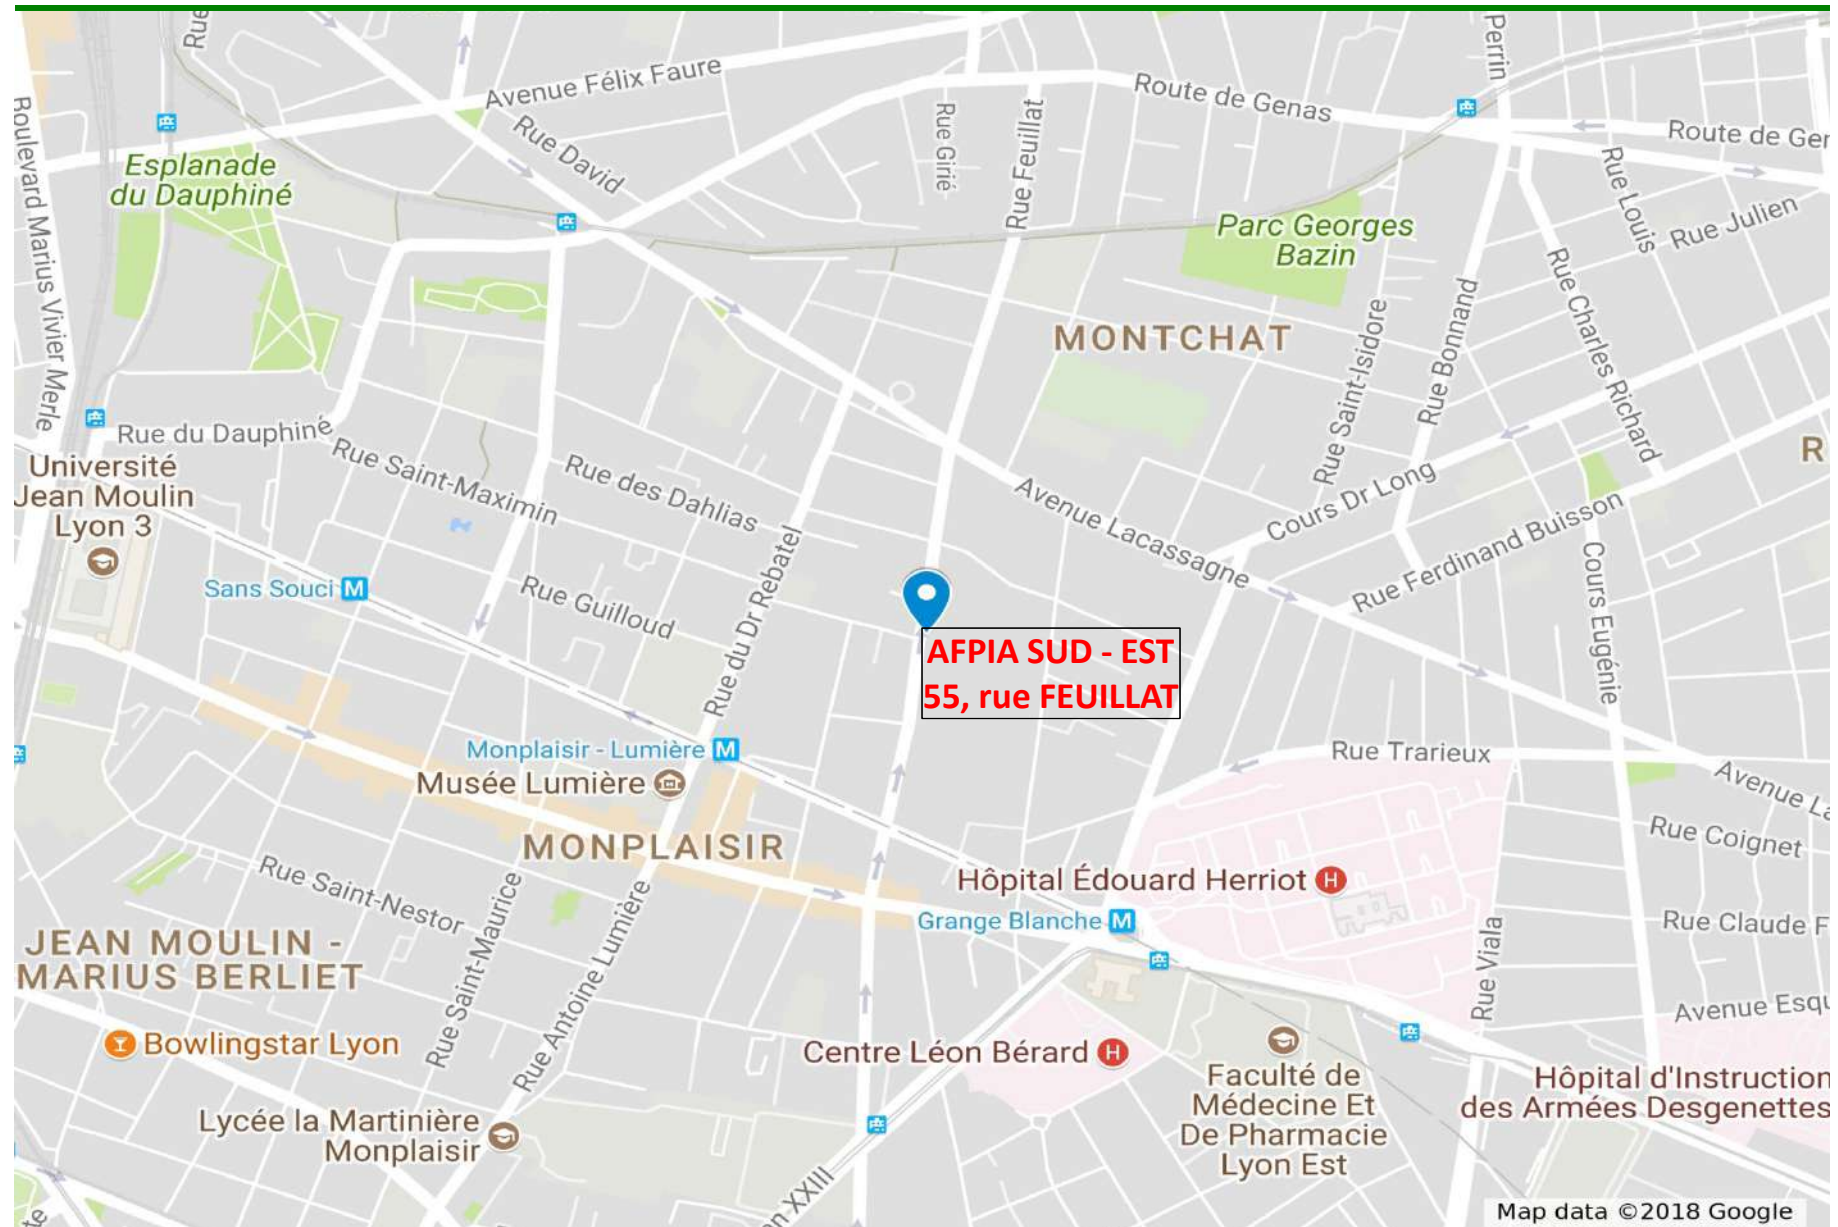 Rue
Perrin
Avenue Félix Faure
Route de Genas
Route de Ger
Boulevard Marius Vivier Merle
Rue David
Rue Girié
Rue Feuillat
Rue Louis
Rue Julien
Esplanade
du Dauphiné
Parc Georges
Bazin
Rue Charles Richard
Rue Bonnand
Rue Saint-Isidore
MONTCHAT
Rue du Dauphiné
Rue Saint-Maximin
Rue des Dahlias
R
Université
Jean Moulin
Lyon 3
Avenue Lacassagne
Cours Dr Long
Rue Ferdinand Buisson
Cours Eugénie
Sans Souci M
Rue Guilloud
Rue du Dr Rebatel
AFPIA SUD - EST
55, rue FEUILLAT
Monplaisir - Lumière M
Musée Lumière
Rue Trarieux
Avenue La
Rue Coignet
MONPLAISIR
Hôpital Édouard Herriot H
Rue Saint-Nestor
Rue Saint-Maurice
Rue Antoine Lumière
Grange Blanche M
Rue Claude F
Rue Viala
JEAN MOULIN -
MARIUS BERLIET
Avenue Esqu
Bowlingstar Lyon
Centre Léon Bérard H
Faculté de
Médecine Et
De Pharmacie
Lyon Est
Hôpital d'Instruction
des Armées Desgenettes
Lycée la Martinière
Monplaisir
XXIII
Map data ©2018 Google